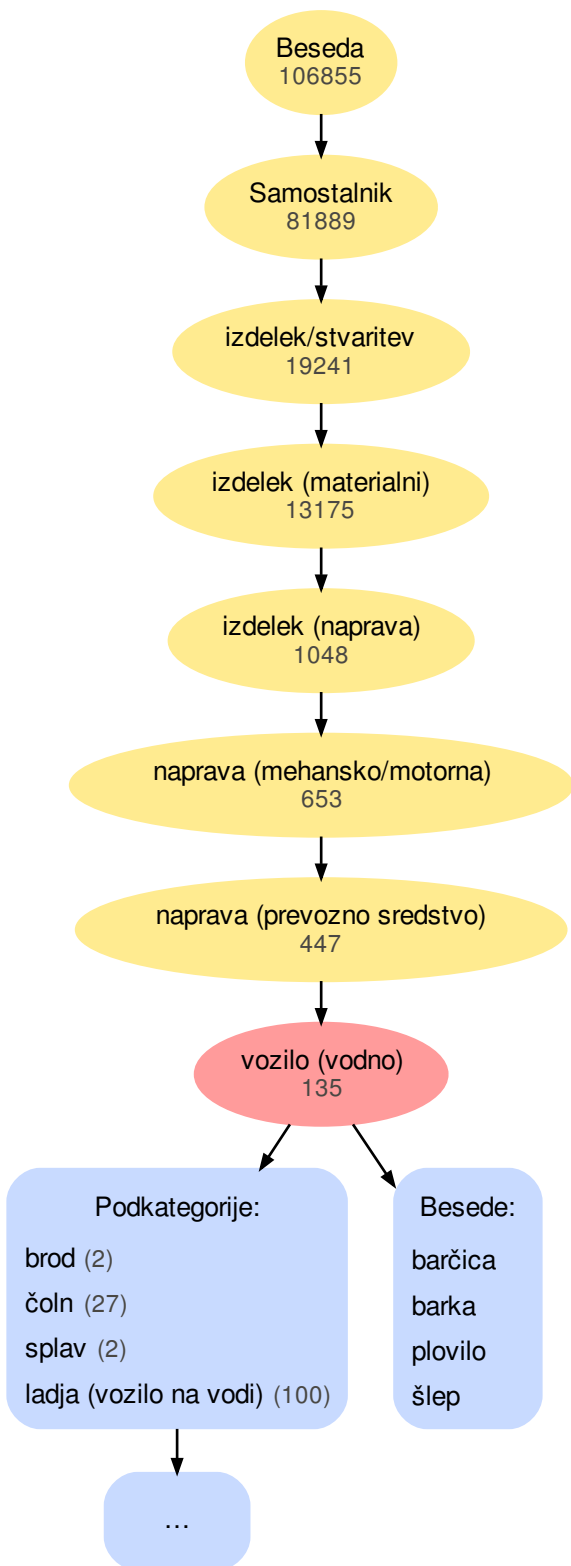 Beseda
106855
Samostalnik
81889
izdelek/stvaritev
19241
izdelek (materialni)
13175
izdelek (naprava)
1048
naprava (mehansko/motorna)
653
naprava (prevozno sredstvo)
447
vozilo (vodno)
135
Podkategorije:
brod (2)
čoln (27)
splav (2)
ladja (vozilo na vodi) (100)
Besede:
barčica
barka
plovilo
šlep
…